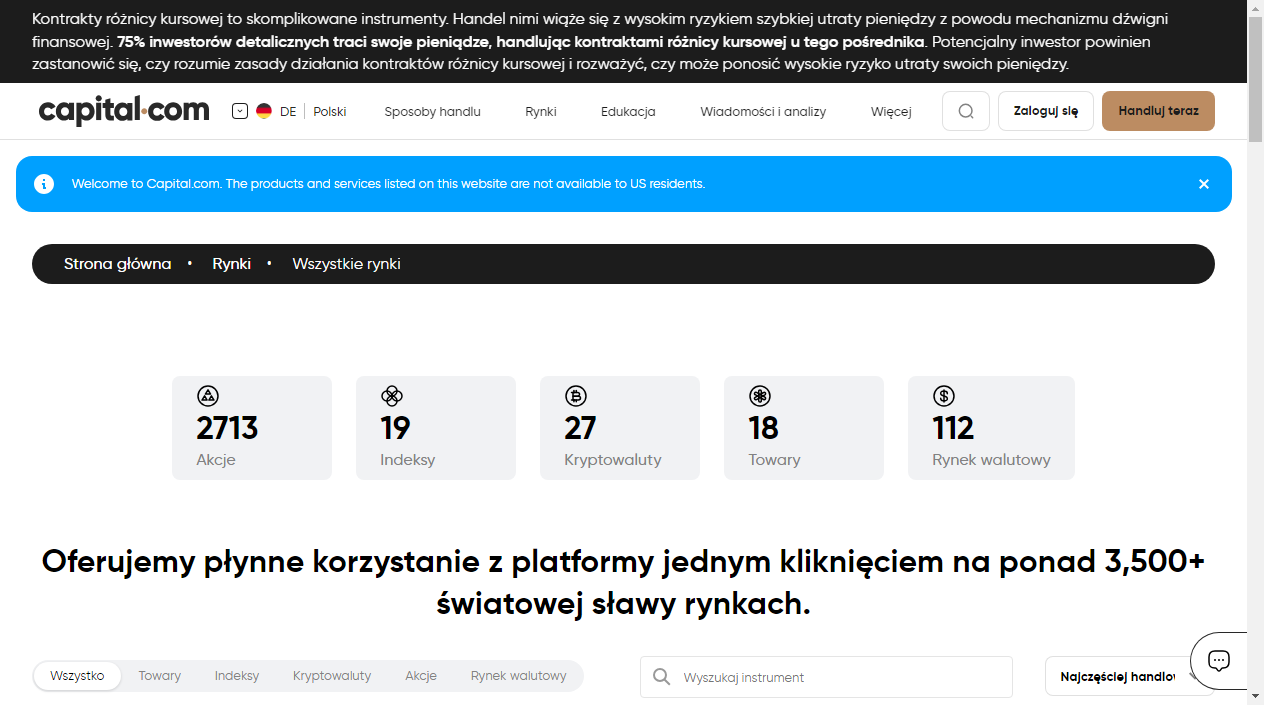 Kontrakty różnicy kursowej to skomplikowane instrumenty. Handel nimi wiąże się z wysokim ryzykiem szybkiej utraty pieniędzy z powodu mechanizmu dźwigni
finansowej. 75% inwestorów detalicznych traci swoje pieniądze, handlując kontraktami różnicy kursowej u tego pośrednika. Potencjalny inwestor powinien
zastanowić się, czy rozumie zasady działania kontraktów różnicy kursowej i rozważyć, czy może ponosić wysokie ryzyko utraty swoich pieniędzy.
capital.com DE Polski Sposoby handlu Rynki Edukacja Wiadomości i analizy Więcej Zaloguj się Handluj teraz
Welcome to Capital.com. The products and services listed on this website are not available to US residents.
Strona główna • Rynki • Wszystkie rynki
2713 19 27 18 112
Akcje Indeksy Kryptowaluty Towary Rynek walutowy
Oferujemy płynne korzystanie z platformy jednym kliknięciem na ponad 3,500+
światowej sławy rynkach.
Wszystko Towary Indeksy Kryptowaluty Akcje Rynek walutowy Wyszukaj instrument Najczęściej